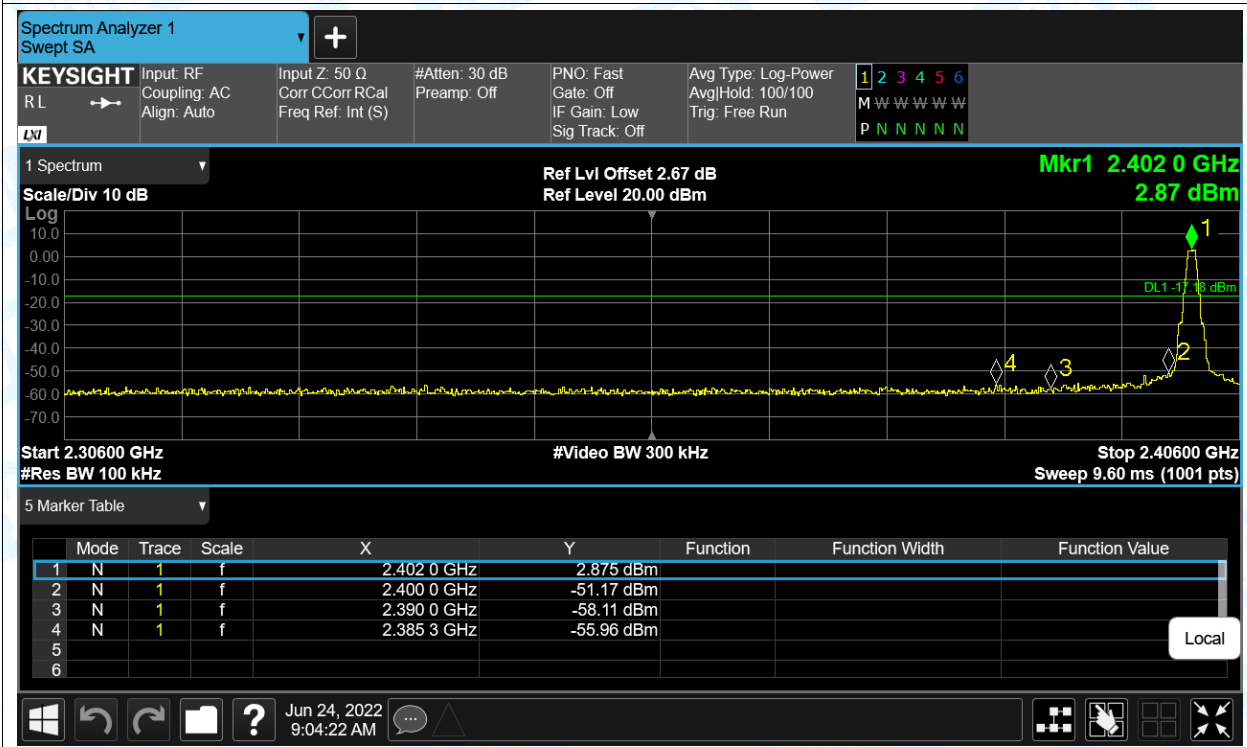 Spectrum Analyzer 1
Swept SA
KEYSIGHT
R L
LXI
Input: RF
Coupling: AC
Align: Auto
Input Z: 50 Ω
Corr CCorr RCal
Freq Ref: Int (S)
#Atten: 30 dB
Preamp: Off
PNO: Fast
Gate: Off
IF Gain: Low
Sig Track: Off
Avg Type: Log-Power
Avg|Hold: 100/100
Trig: Free Run
1 2 3 4 5 6
M W W W W W
P N N N N N
1 Spectrum
Scale/Div 10 dB
Ref Lvl Offset 2.67 dB
Ref Level 20.00 dBm
Mkr1 2.402 0 GHz
2.87 dBm
Log
10.0
0.00
-10.0
-20.0
-30.0
-40.0
-50.0
-60.0
-70.0
1
DL1 -17.18 dBm
2
3
4
Start 2.30600 GHz
#Res BW 100 kHz
#Video BW 300 kHz
Stop 2.40600 GHz
Sweep 9.60 ms (1001 pts)
5 Marker Table
Mode Trace Scale X Y Function Function Width Function Value
1 N 1 f 2.402 0 GHz 2.875 dBm
2 N 1 f 2.400 0 GHz -51.17 dBm
3 N 1 f 2.390 0 GHz -58.11 dBm
4 N 1 f 2.385 3 GHz -55.96 dBm
5
6
Local
?
Jun 24, 2022
9:04:22 AM